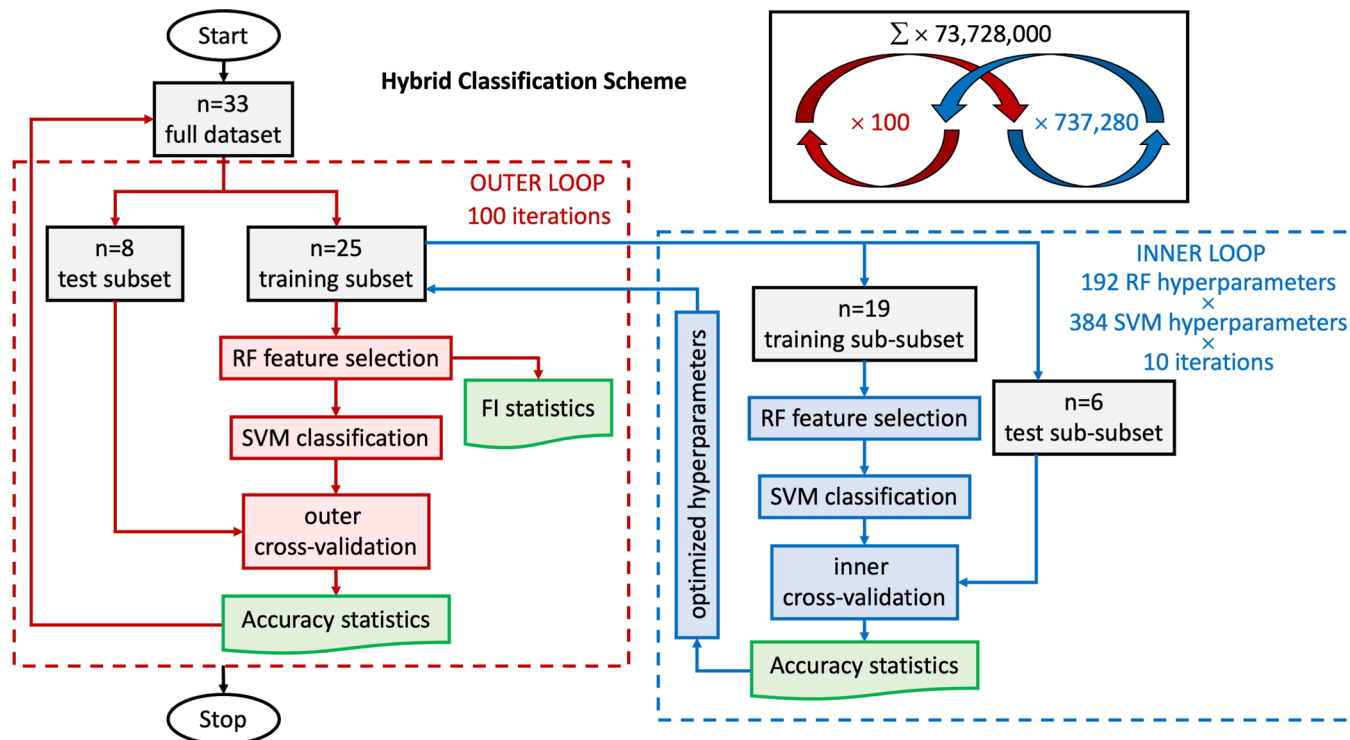 Start
n=33
full dataset
Hybrid Classification Scheme
∑ × 73,728,000
× 100
× 737,280
OUTER LOOP
100 iterations
n=8
test subset
n=25
training subset
RF feature selection
FI statistics
SVM classification
outer
cross-validation
Accuracy statistics
Stop
INNER LOOP
192 RF hyperparameters
×
384 SVM hyperparameters
×
10 iterations
optimized hyperparameters
n=19
training sub-subset
n=6
test sub-subset
RF feature selection
SVM classification
inner
cross-validation
Accuracy statistics